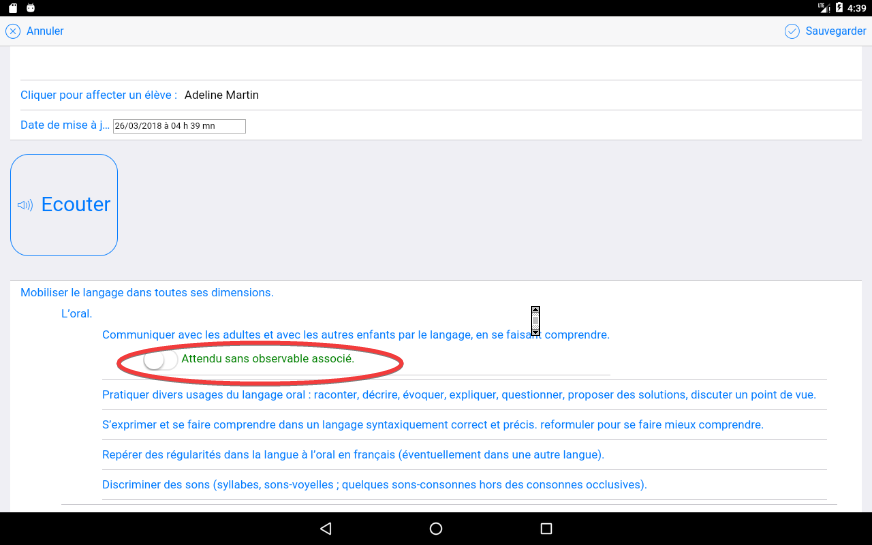 LTE 4:39
Annuler Sauvegarder
Cliquer pour affecter un élève : Adeline Martin
Date de mise à j... 26/03/2018 à 04 h 39 mn
Ecouter
Mobiliser le langage dans toutes ses dimensions.
L'oral.
Communiquer avec les adultes et avec les autres enfants par le langage, en se faisant comprendre.
Attendu sans observable associé.
Pratiquer divers usages du langage oral : raconter, décrire, évoquer, expliquer, questionner, proposer des solutions, discuter un point de vue.
S'exprimer et se faire comprendre dans un langage syntaxiquement correct et précis. reformuler pour se faire mieux comprendre.
Repérer des régularités dans la langue à l'oral en français (éventuellement dans une autre langue).
Discriminer des sons (syllabes, sons-voyelles ; quelques sons-consonnes hors des consonnes occlusives).